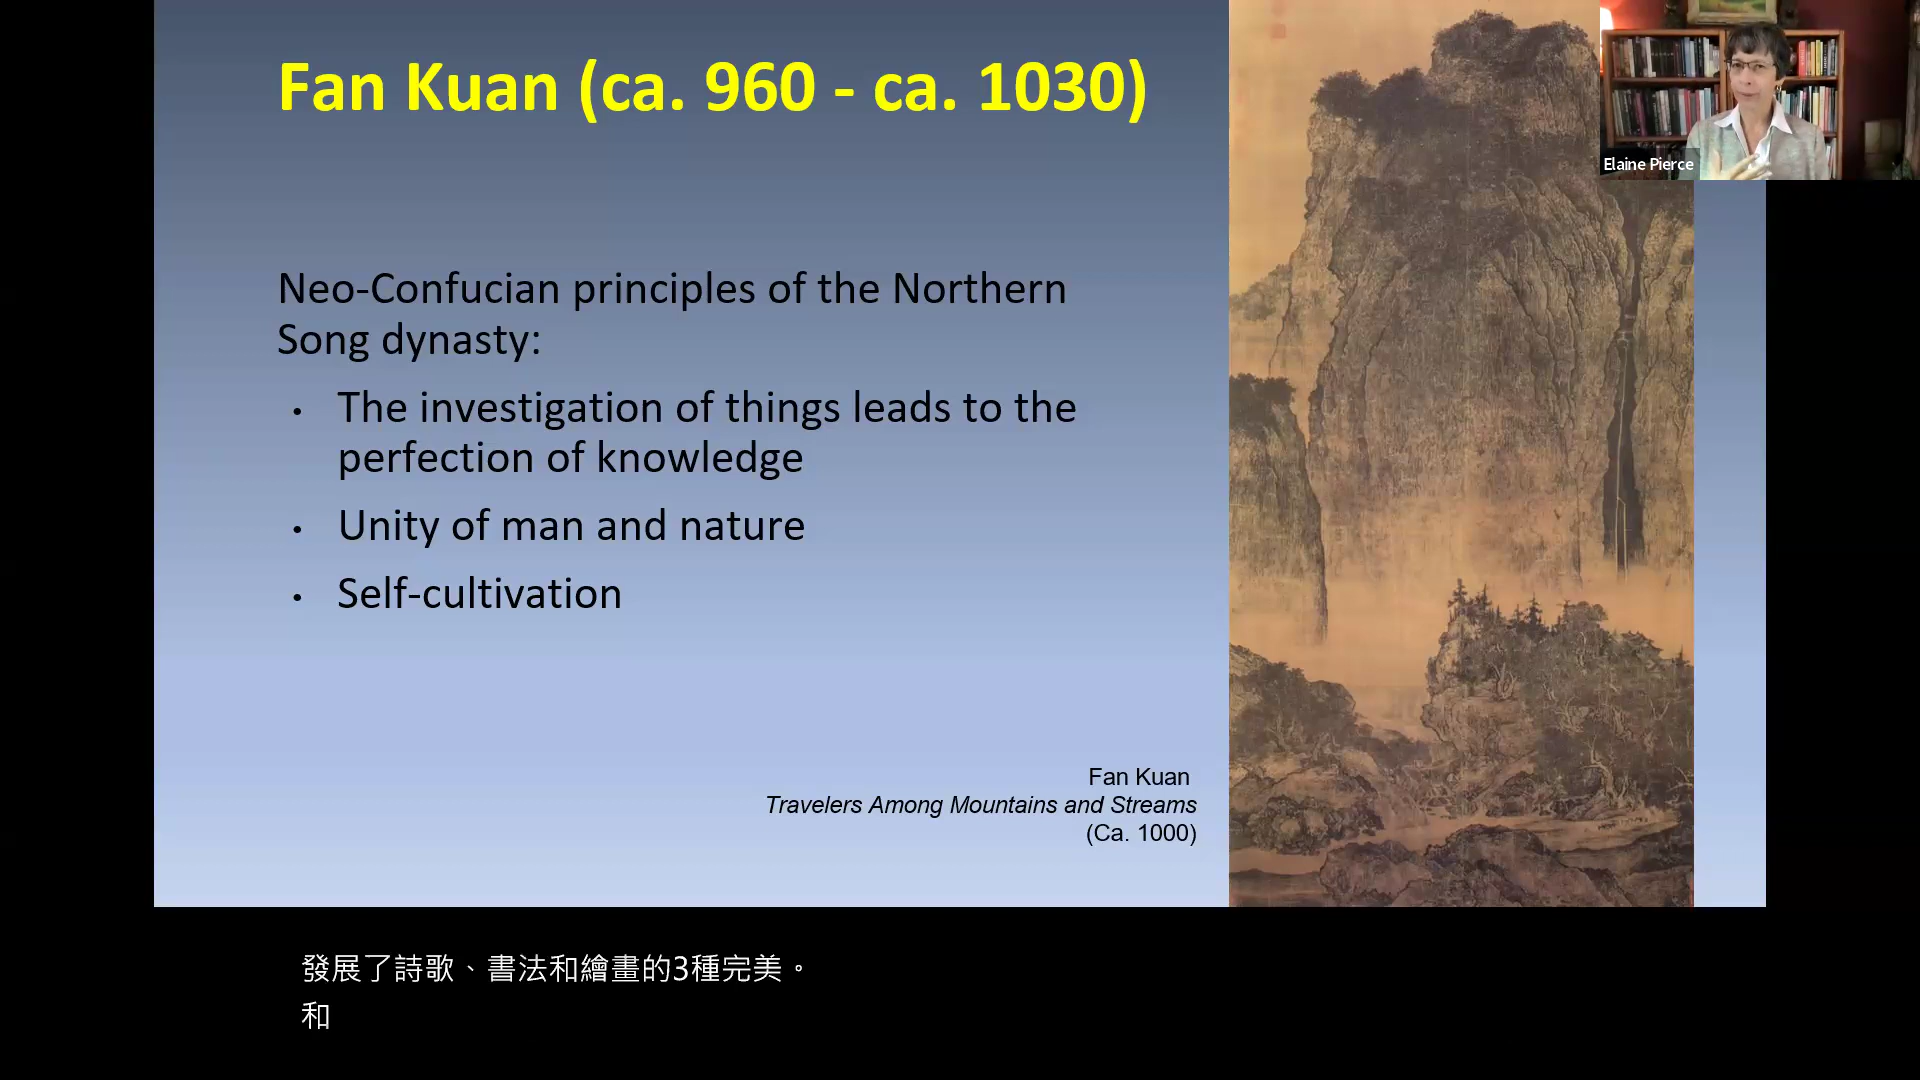 Fan Kuan (ca. 960 - ca. 1030)
Elaine Pierce
Neo-Confucian principles of the Northern
Song dynasty:
• The investigation of things leads to the
perfection of knowledge
• Unity of man and nature
• Self-cultivation
Fan Kuan
Travelers Among Mountains and Streams
(Ca. 1000)
發展了詩歌、書法和繪畫的3種完美。
和